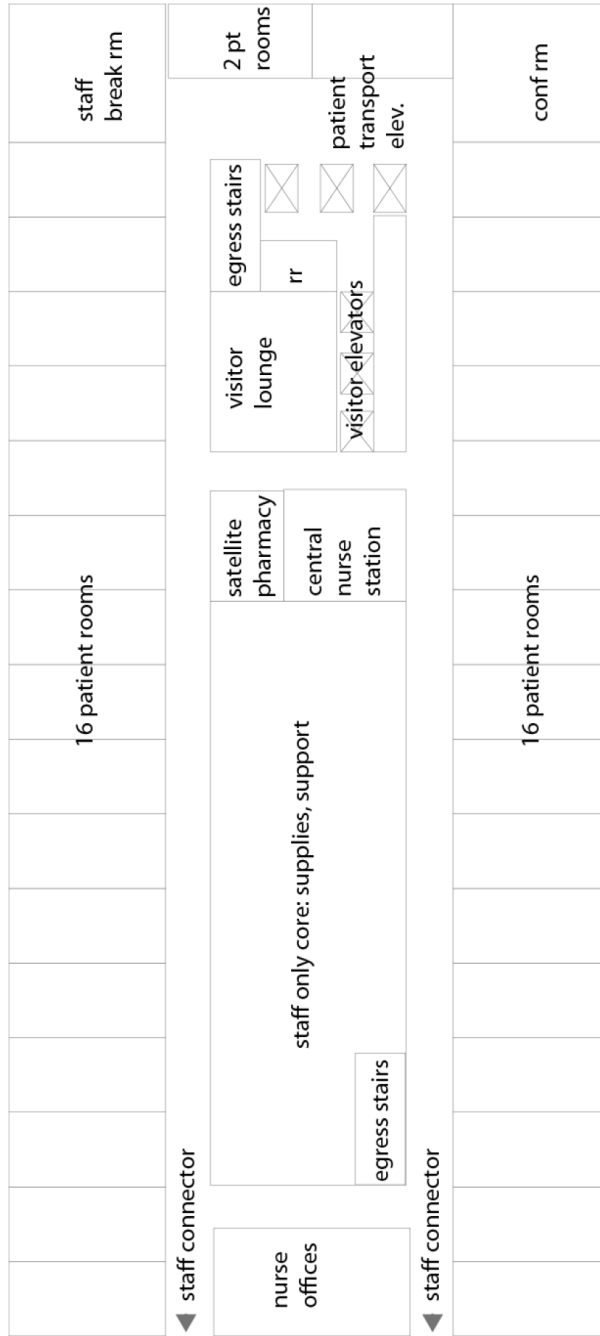 staff
break rm
2 pt
rooms
patient
transport
elev.
conf rm
egress stairs
rr
visitor
lounge
visitor elevators
satellite
pharmacy
central
nurse
station
16 patient rooms
16 patient rooms
staff only core: supplies, support
egress stairs
staff connector
nurse
offices
staff connector